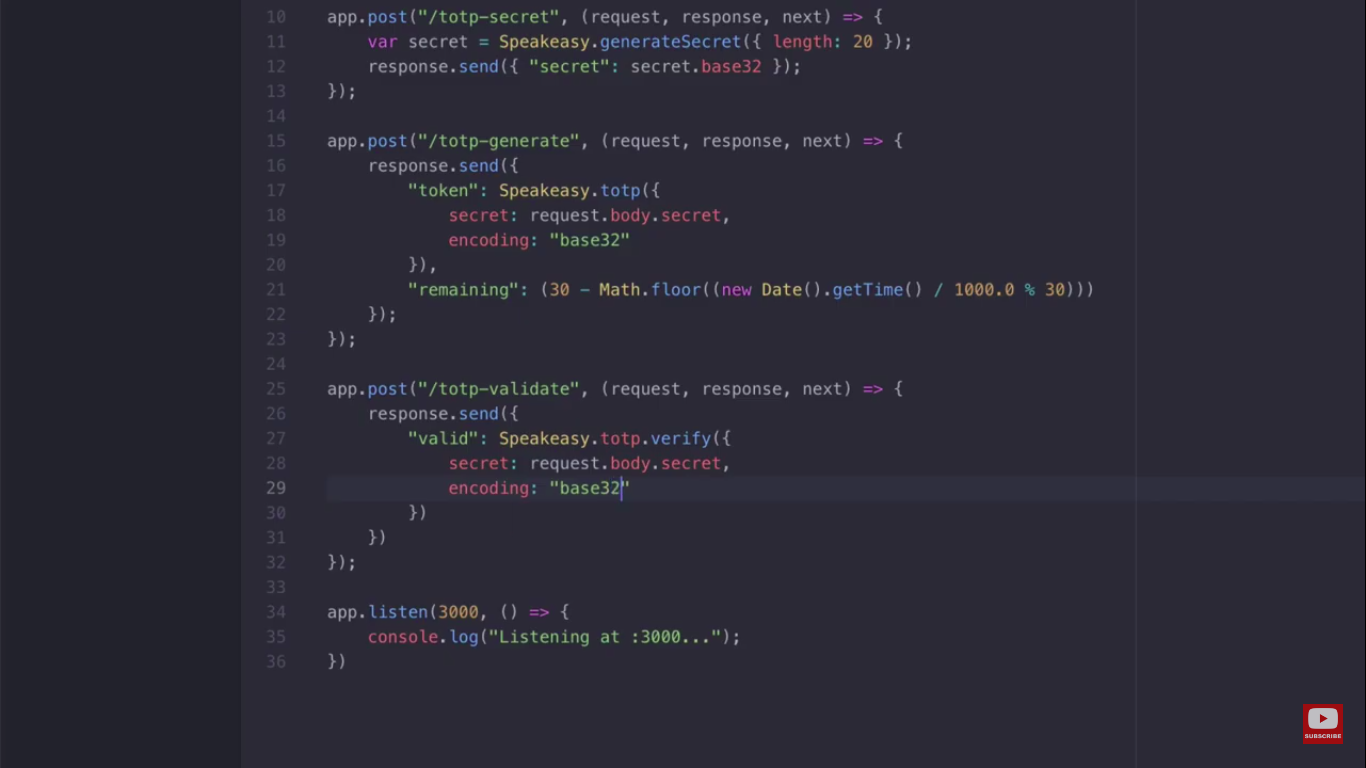 10 app.post("/totp-secret", (request, response, next) => {
11 var secret = Speakeasy.generateSecret({ length: 20 });
12 response.send({ "secret": secret.base32 });
13 });
14
15 app.post("/totp-generate", (request, response, next) => {
16 response.send({
17 "token": Speakeasy.totp({
18 secret: request.body.secret,
19 encoding: "base32"
20 }),
21 "remaining": (30 - Math.floor((new Date().getTime() / 1000.0 % 30)))
22 });
23 });
24
25 app.post("/totp-validate", (request, response, next) => {
26 response.send({
27 "valid": Speakeasy.totp.verify({
28 secret: request.body.secret,
29 encoding: "base32"
30 })
31 })
32 });
33
34 app.listen(3000, () => {
35 console.log("Listening at :3000...");
36 })
SUBSCRIBE